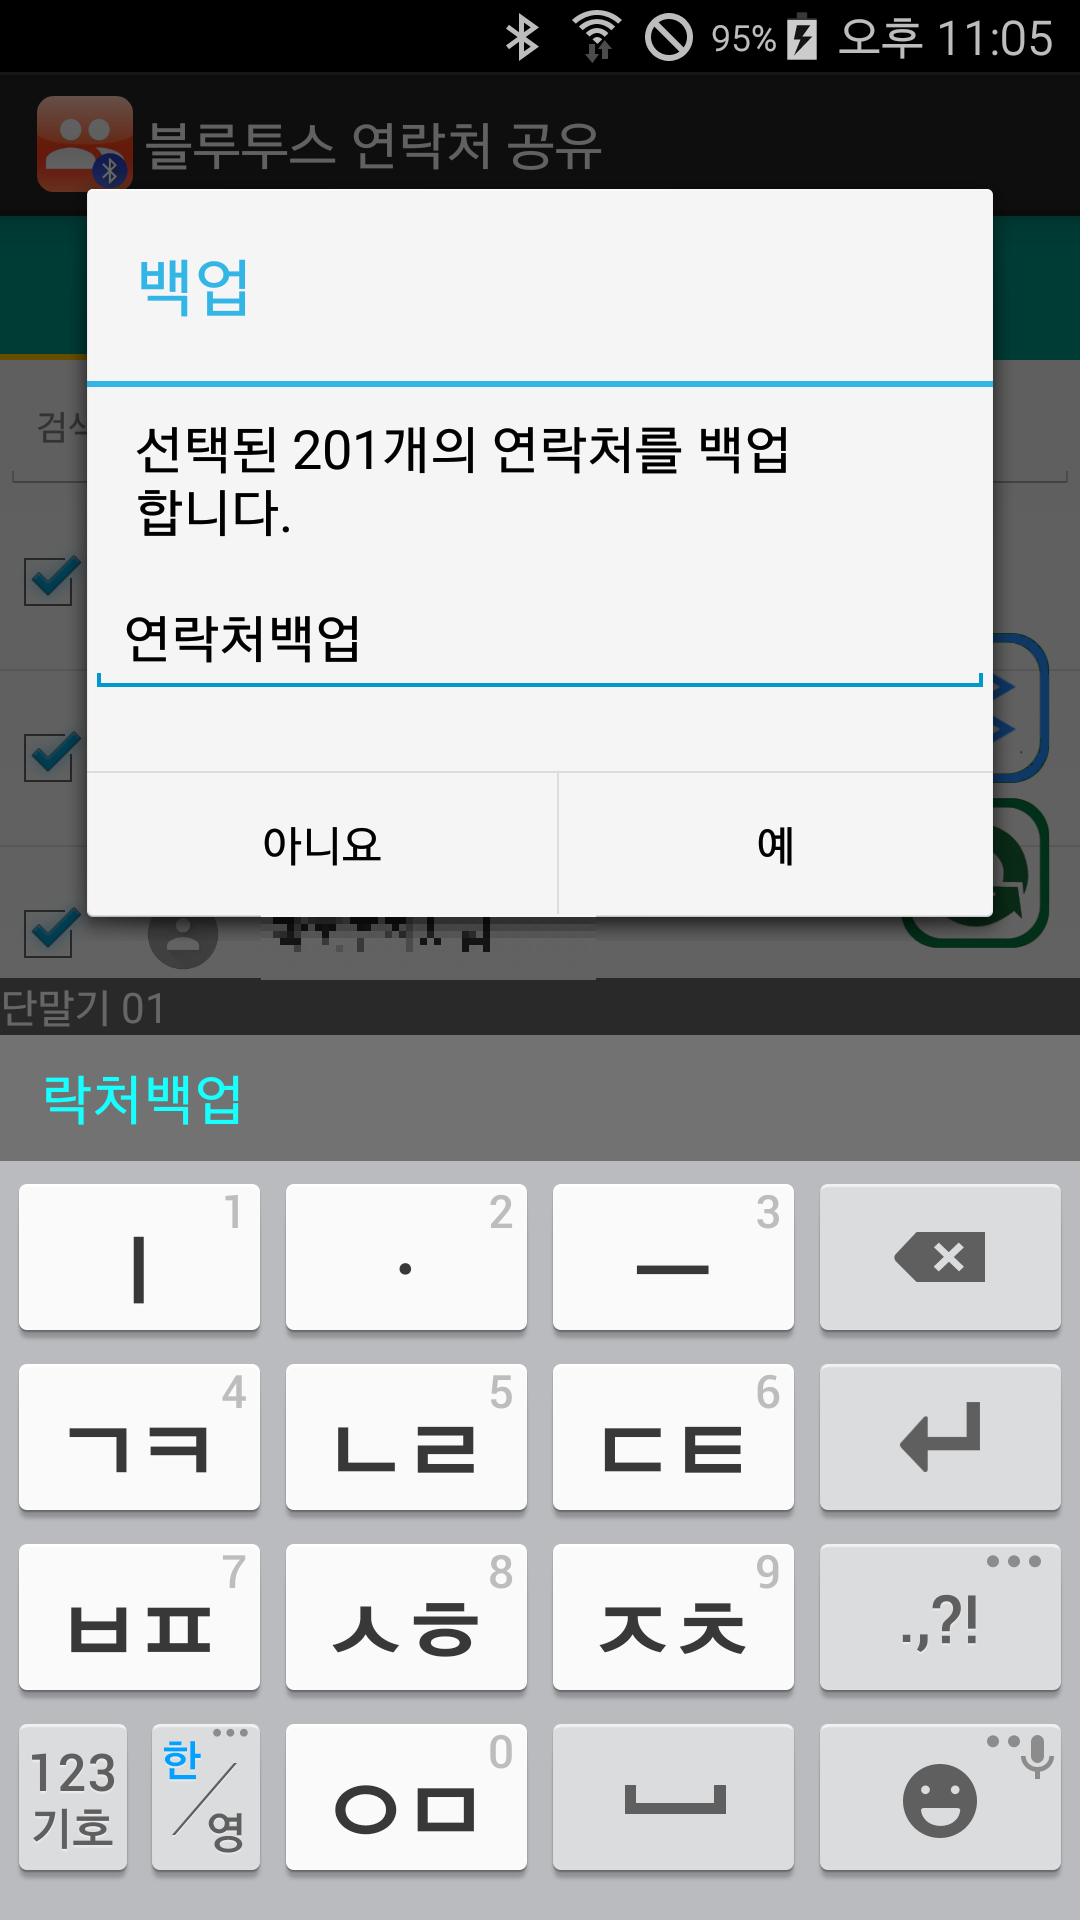 95% 오후 11:05
블루투스 연락처 공유
백업
선택된 201개의 연락처를 백업
합니다.
연락처백업
아니요 예
단말기 01
락처백업
ㅣ 1 · 2 ㅡ 3
ㄱㅋ 4 ㄴㄹ 5 ㄷㅌ 6
ㅂㅍ 7 ㅅㅎ 8 ㅈㅊ 9 .,?!
123
기호
한/영
ㅇㅁ 0